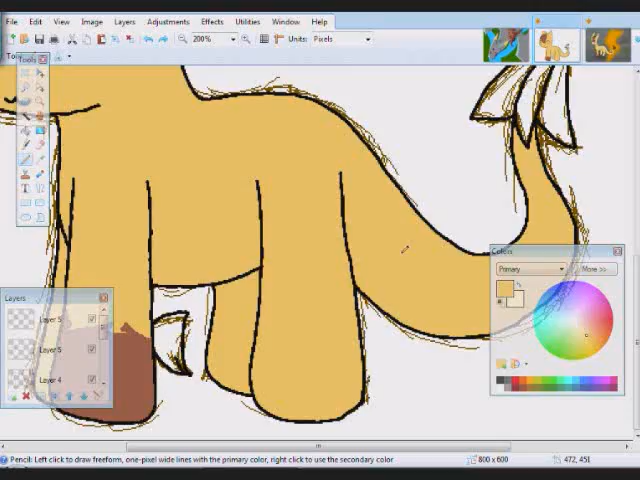 File Edit View Image Layers Adjustments Effects Utilities Window Help
200% Units: Pixels
Tools
Colors
Primary More >>
Layers
Layer 5
Layer 4
Pencil: Left click to draw freeform, one-pixel wide lines with the primary color, right click to use the secondary color 800 x 600 472, 451